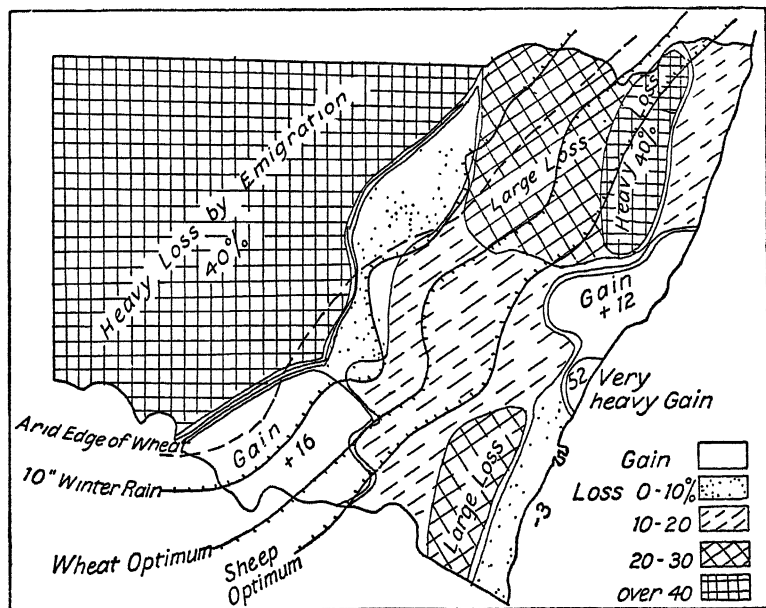 Heavy Loss by Emigration
40%
Large Loss
Heavy Loss
40%
Gain
+12
52
Very
heavy Gain
Gain
+16
Large Loss
-3
Arid Edge of Wheat
10" Winter Rain
Wheat Optimum
Sheep
Optimum
Gain
Loss 0-10%
10-20
20-30
over 40